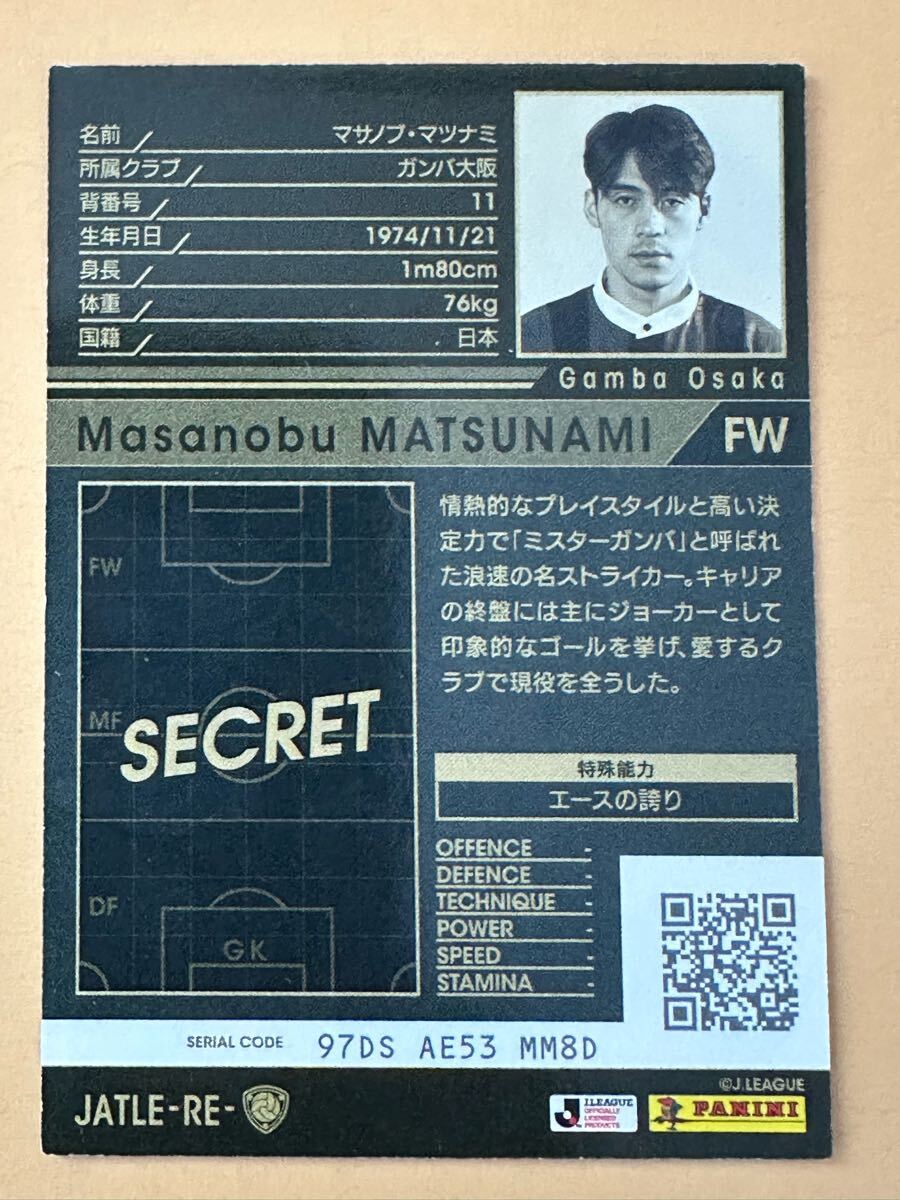 名前 マサノブ・マツナミ
所属クラブ ガンバ大阪
背番号 11
生年月日 1974/11/21
身長 1m80cm
体重 76kg
国籍 日本
Gamba Osaka
Masanobu MATSUNAMI FW
FW
MF
SECRET
DF
GK
情熱的なプレイスタイルと高い決
定力で「ミスターガンバ」と呼ばれ
た浪速の名ストライカー。キャリア
の終盤には主にジョーカーとして
印象的なゴールを挙げ、愛するク
ラブで現役を全うした。
特殊能力
エースの誇り
OFFENCE -
DEFENCE -
TECHNIQUE -
POWER -
SPEED -
STAMINA -
SERIAL CODE 97DS AE53 MM8D
©J.LEAGUE
JATLE-RE-
J.LEAGUE
OFFICIALLY
LICENSED
PRODUCTS
PANINI